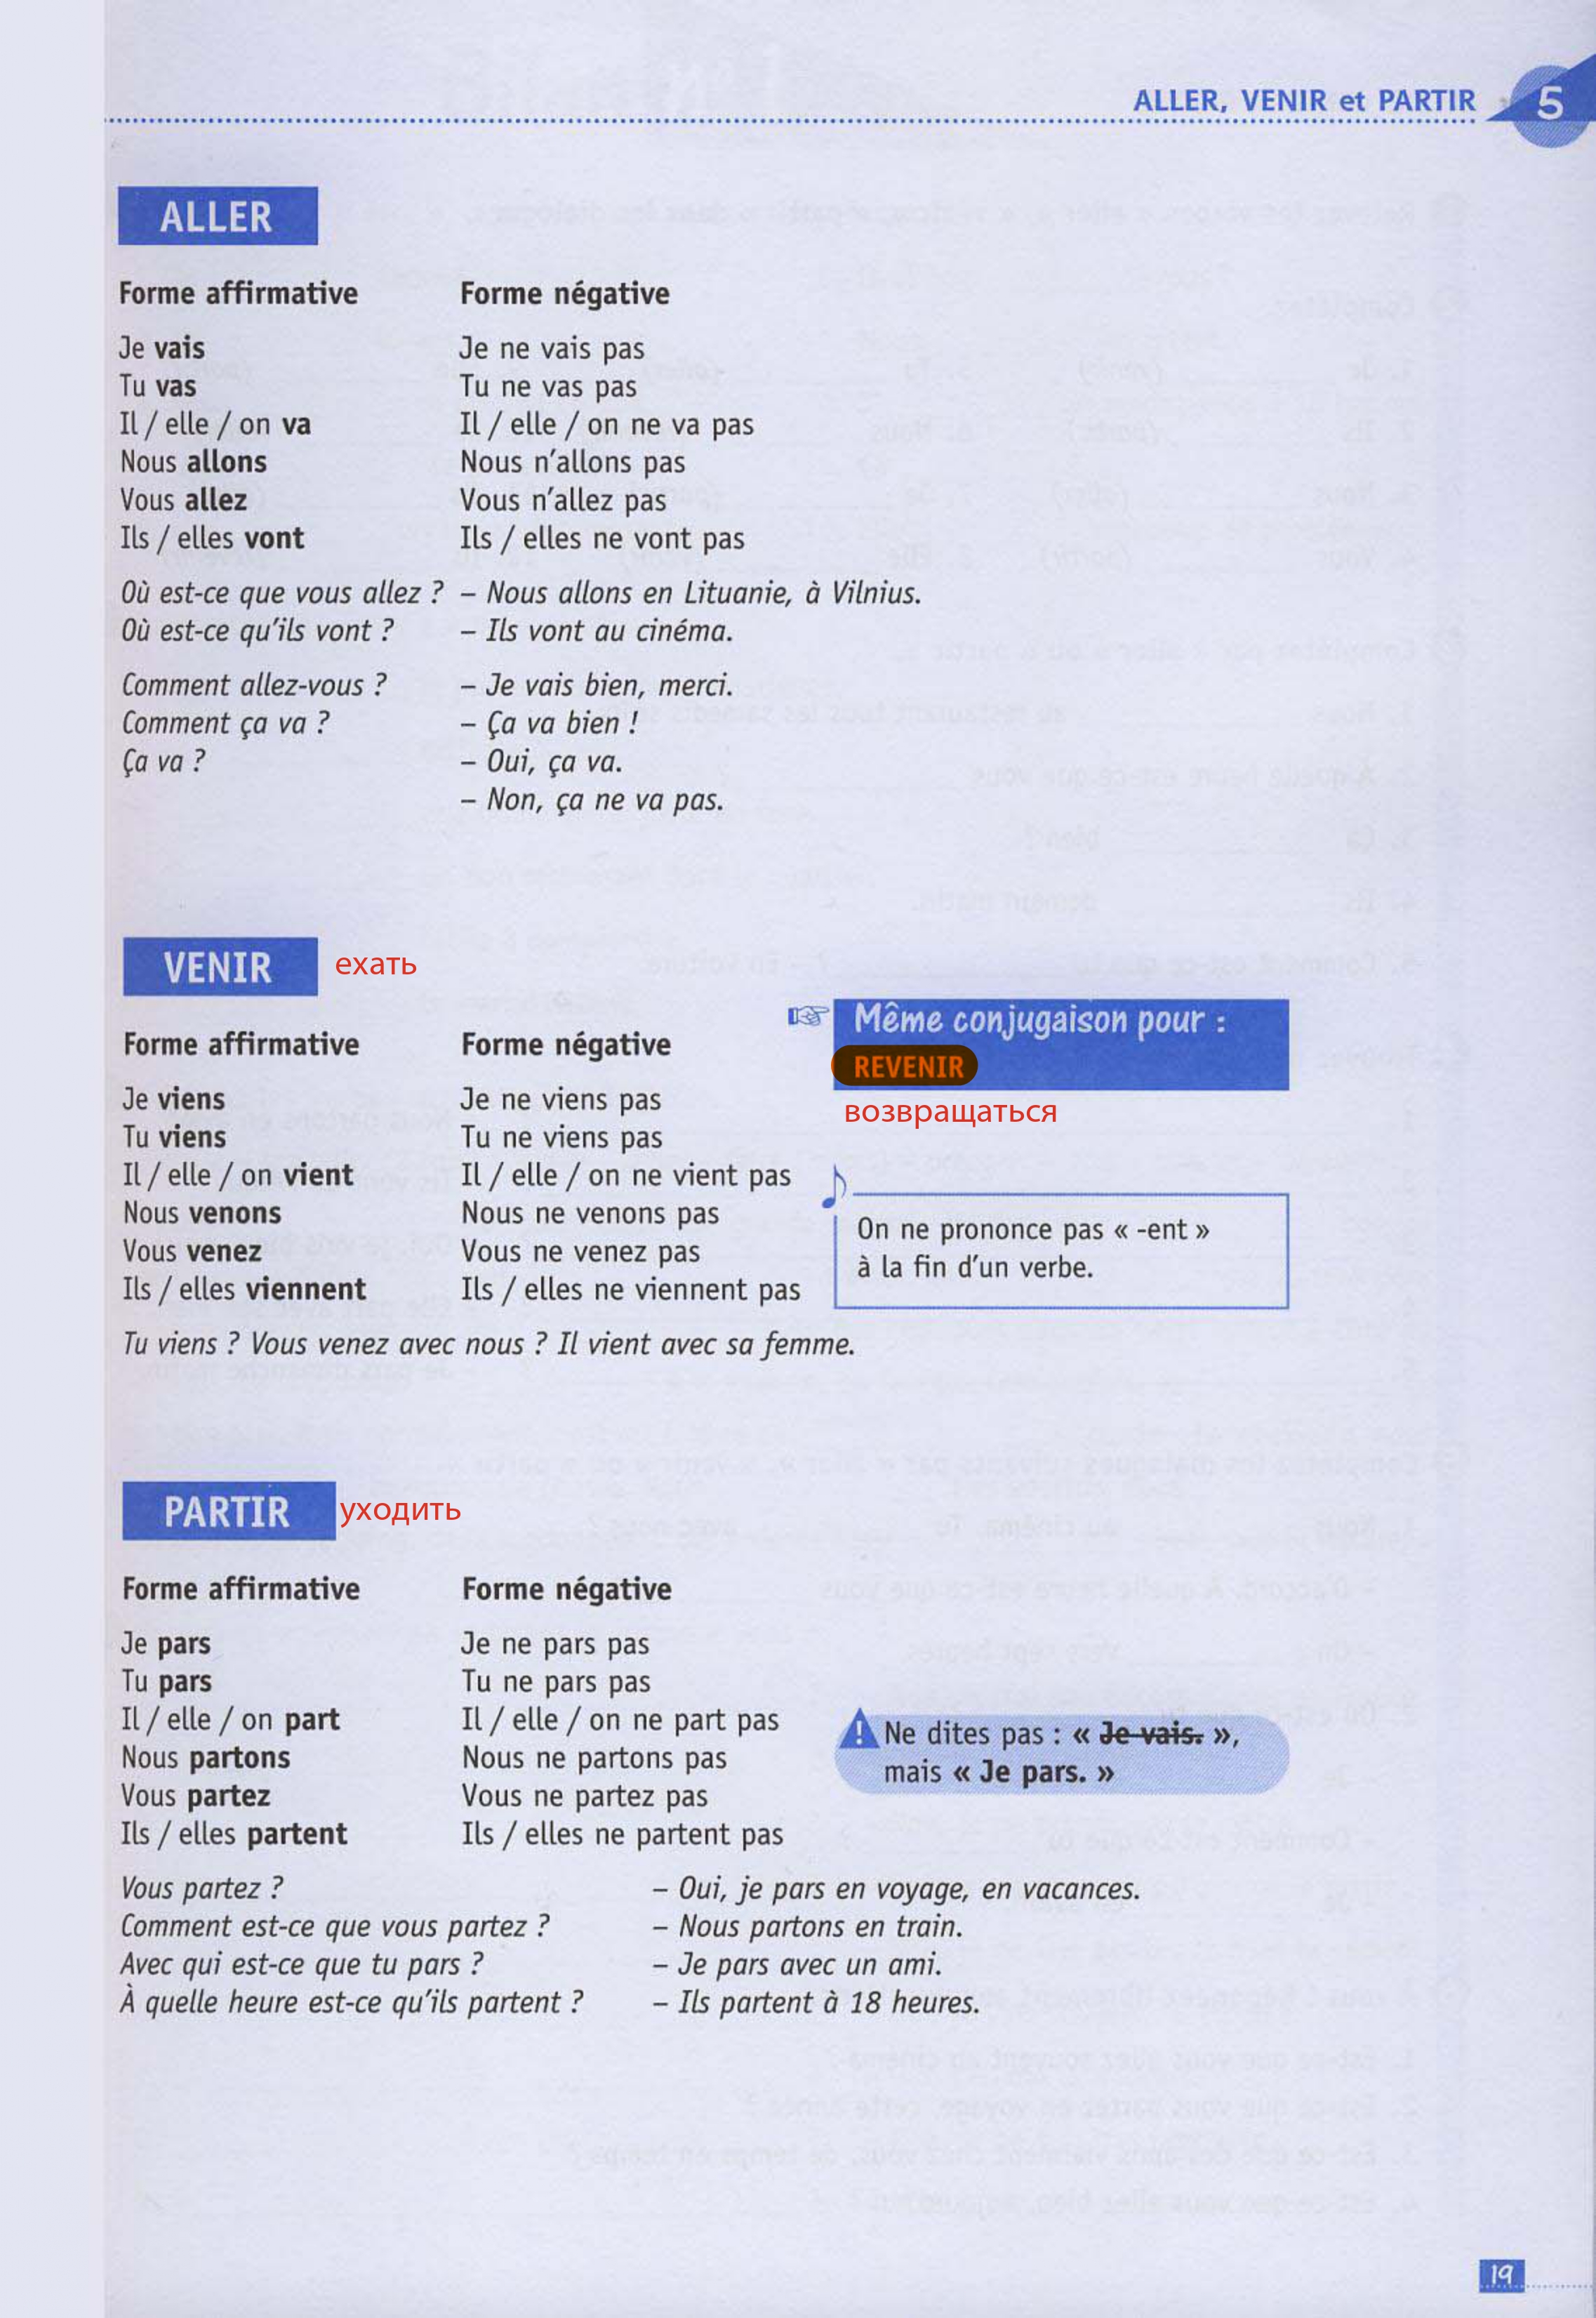 ALLER, VENIR et PARTIR
5
ALLER
Forme affirmative Forme négative
Je vais Je ne vais pas
Tu vas Tu ne vas pas
Il / elle / on va Il / elle / on ne va pas
Nous allons Nous n'allons pas
Vous allez Vous n'allez pas
Ils / elles vont Ils / elles ne vont pas
Où est-ce que vous allez ? – Nous allons en Lituanie, à Vilnius.
Où est-ce qu'ils vont ? – Ils vont au cinéma.
Comment allez-vous ? – Je vais bien, merci.
Comment ça va ? – Ça va bien !
Ça va ? – Oui, ça va.
– Non, ça ne va pas.
VENIR ехать
Forme affirmative Forme négative
Je viens Je ne viens pas
Tu viens Tu ne viens pas
Il / elle / on vient Il / elle / on ne vient pas
Nous venons Nous ne venons pas
Vous venez Vous ne venez pas
Ils / elles viennent Ils / elles ne viennent pas
Même conjugaison pour :
REVENIR
возвращаться
On ne prononce pas « -ent »
à la fin d'un verbe.
Tu viens ? Vous venez avec nous ? Il vient avec sa femme.
PARTIR уходить
Forme affirmative Forme négative
Je pars Je ne pars pas
Tu pars Tu ne pars pas
Il / elle / on part Il / elle / on ne part pas
Nous partons Nous ne partons pas
Vous partez Vous ne partez pas
Ils / elles partent Ils / elles ne partent pas
! Ne dites pas : « Je vais. »,
mais « Je pars. »
Vous partez ? – Oui, je pars en voyage, en vacances.
Comment est-ce que vous partez ? – Nous partons en train.
Avec qui est-ce que tu pars ? – Je pars avec un ami.
À quelle heure est-ce qu'ils partent ? – Ils partent à 18 heures.
19